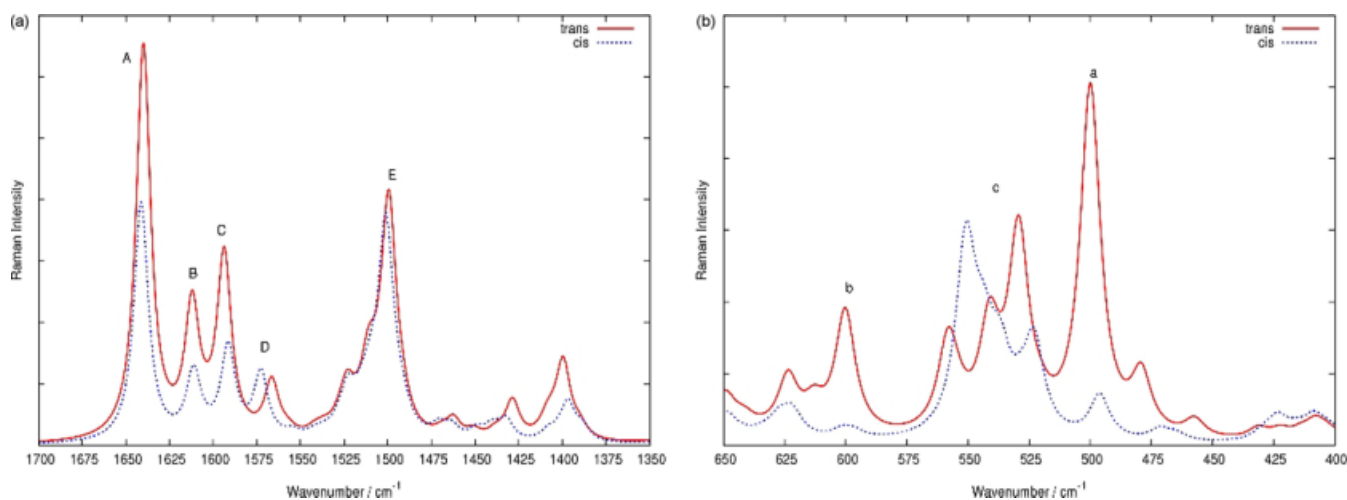 (a)
trans
cis
A
B
C
D
E
Raman Intensity
1700 1675 1650 1625 1600 1575 1550 1525 1500 1475 1450 1425 1400 1375 1350
Wavenumber / cm-1
(b)
trans
cis
a
b
c
Raman Intensity
650 625 600 575 550 525 500 475 450 425 400
Wavenumber / cm-1